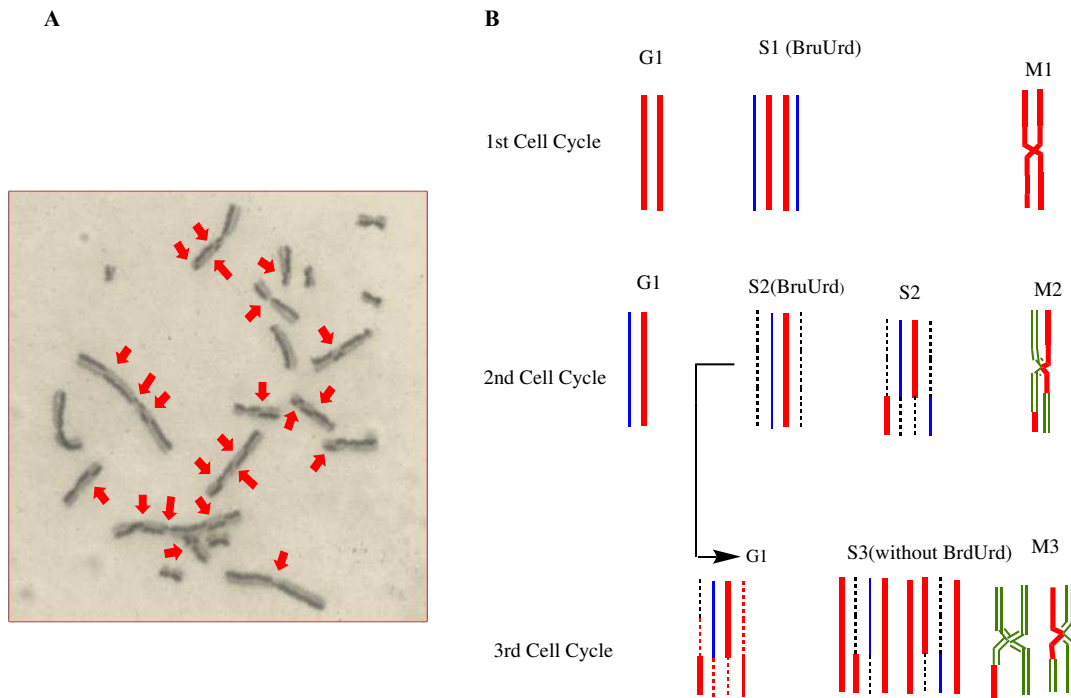 A
B
G1
S1 (BruUrd)
M1
1st Cell Cycle
G1
S2(BruUrd)
S2
M2
2nd Cell Cycle
G1
S3(without BrdUrd)
M3
3rd Cell Cycle